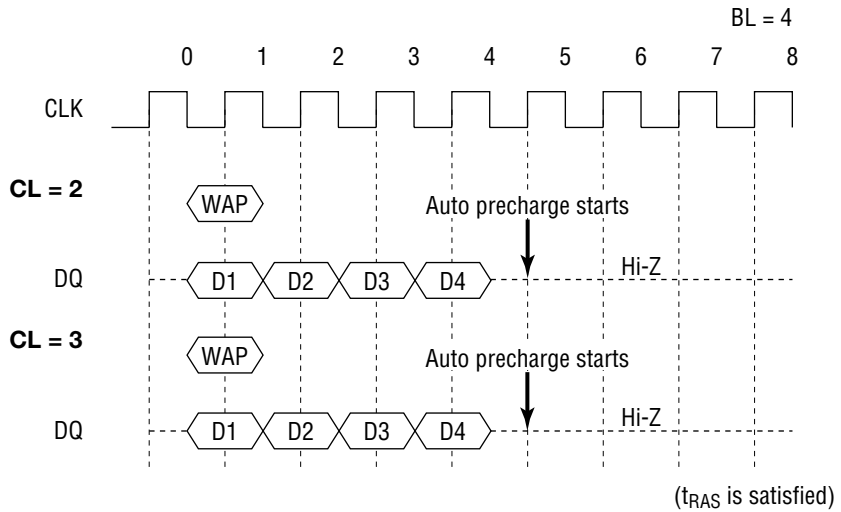 BL = 4
0 1 2 3 4 5 6 7 8
CLK
CL = 2
WAP
Auto precharge starts
DQ
D1 D2 D3 D4
Hi-Z
CL = 3
WAP
Auto precharge starts
DQ
D1 D2 D3 D4
Hi-Z
(tRAS is satisfied)